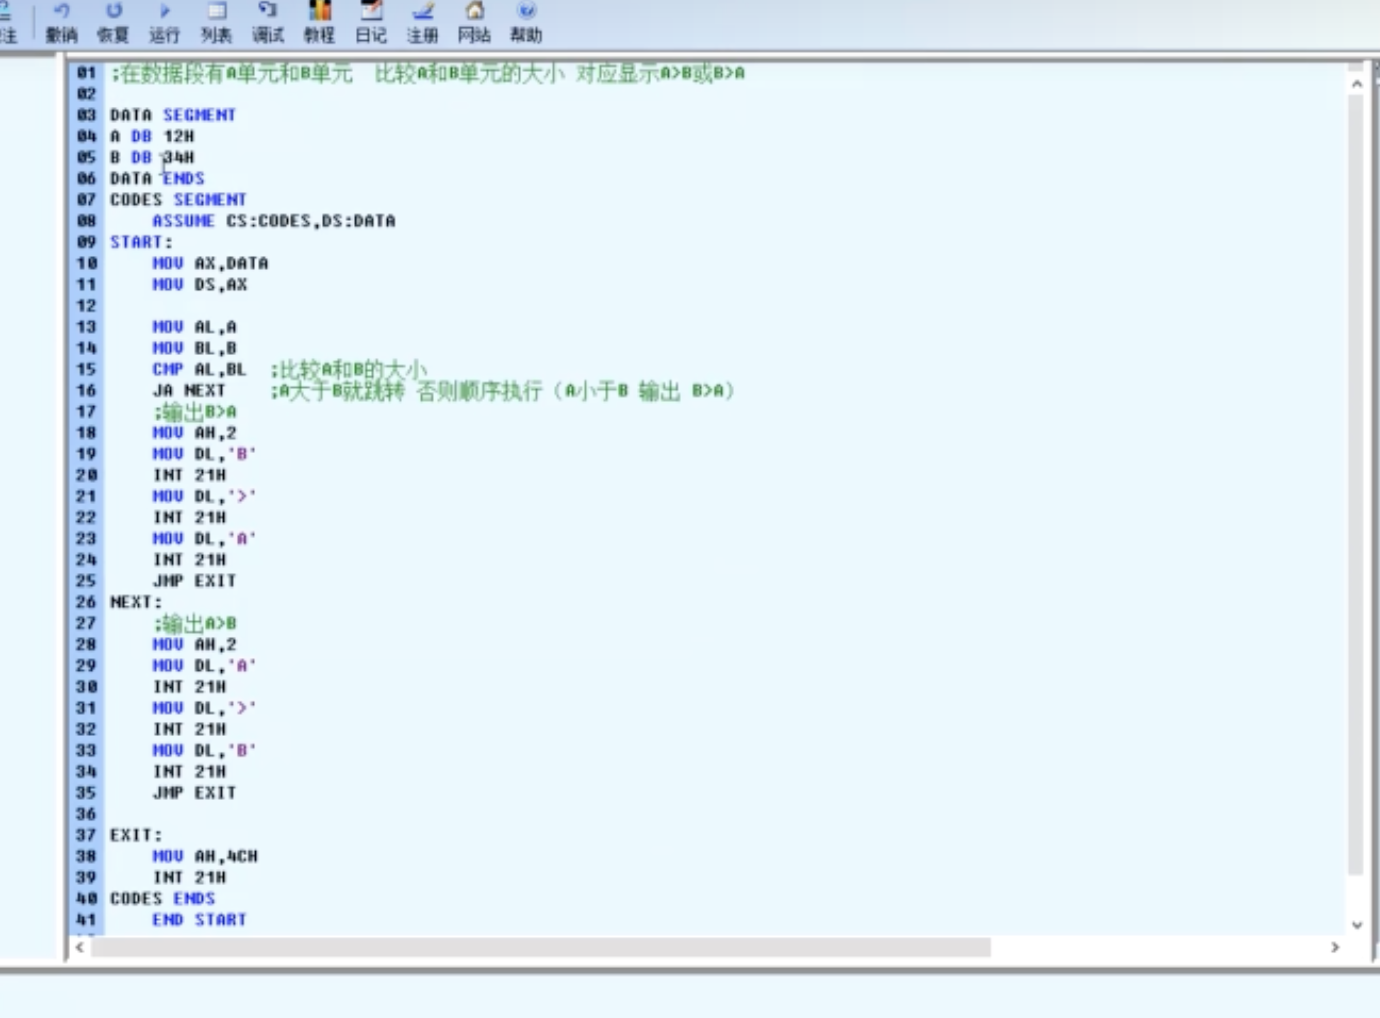 注 撤销 恢复 运行 列表 调试 教程 日记 注册 网站 帮助
01 ;在数据段有A单元和B单元 比较A和B单元的大小 对应显示A>B或B>A
02
03 DATA SEGMENT
04 A DB 12H
05 B DB 34H
06 DATA ENDS
07 CODES SEGMENT
08 ASSUME CS:CODES,DS:DATA
09 START:
10 MOV AX,DATA
11 MOV DS,AX
12
13 MOV AL,A
14 MOV BL,B
15 CMP AL,BL ;比较A和B的大小
16 JA NEXT ;A大于B就跳转 否则顺序执行（A小于B 输出 B>A）
17 ;输出B>A
18 MOV AH,2
19 MOV DL,'B'
20 INT 21H
21 MOV DL,'>'
22 INT 21H
23 MOV DL,'A'
24 INT 21H
25 JMP EXIT
26 NEXT:
27 ;输出A>B
28 MOV AH,2
29 MOV DL,'A'
30 INT 21H
31 MOV DL,'>'
32 INT 21H
33 MOV DL,'B'
34 INT 21H
35 JMP EXIT
36
37 EXIT:
38 MOV AH,4CH
39 INT 21H
40 CODES ENDS
41 END START